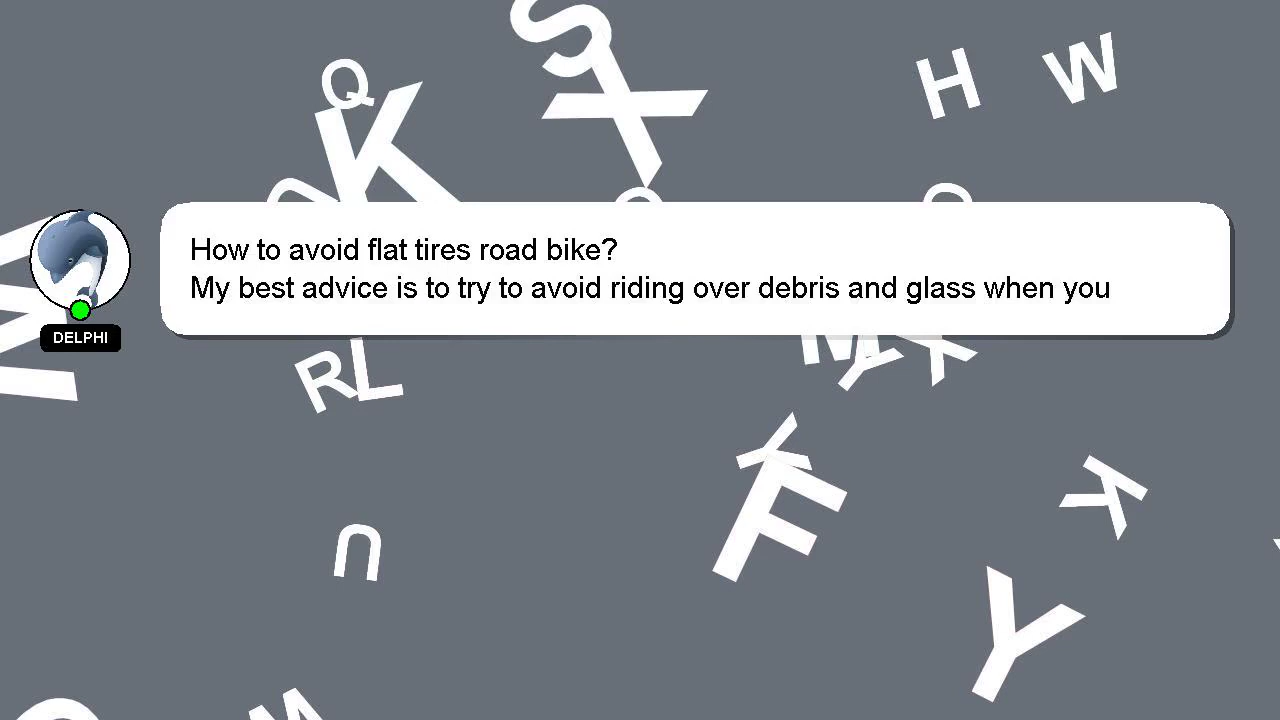 Q
S
K
X
H
W
How to avoid flat tires road bike?
My best advice is to try to avoid riding over debris and glass when you
DELPHI
R
L
M
Y
X
K
F
K
U
Y
M